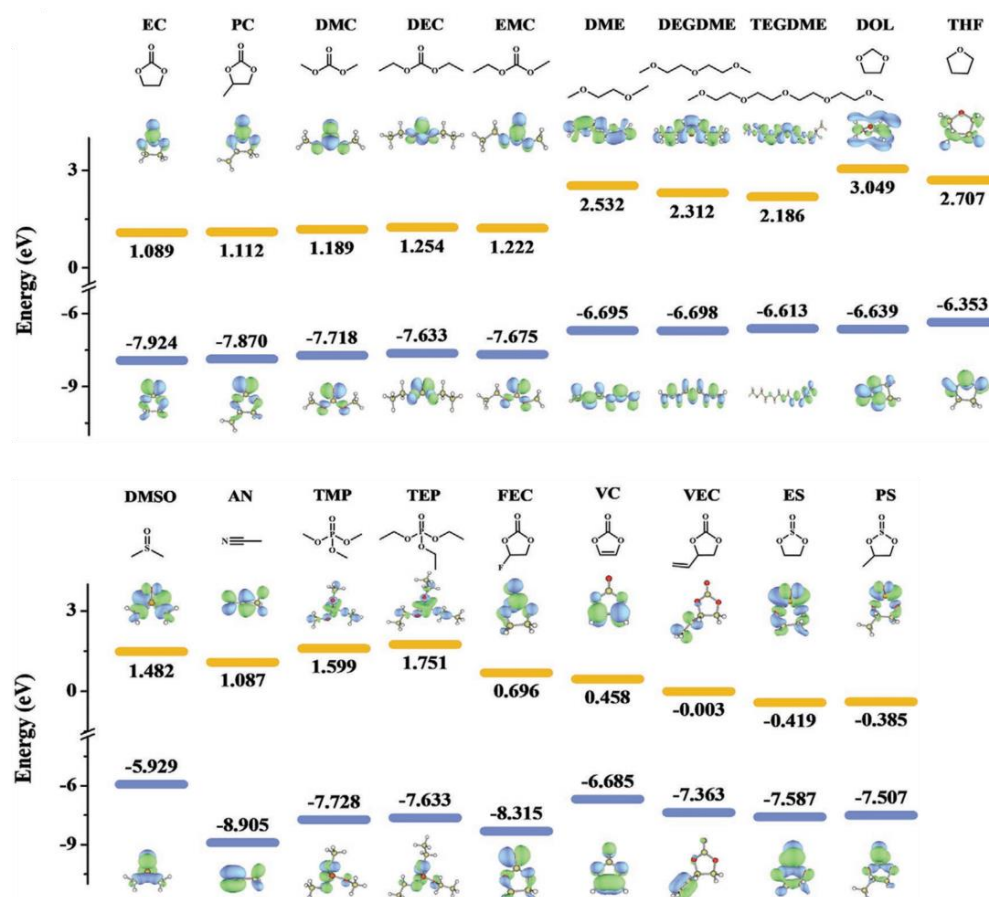 EC PC DMC DEC EMC DME DEGDME TEGDME DOL THF
3
2.532 2.312 2.186 3.049 2.707
1.089 1.112 1.189 1.254 1.222
0
Energy (eV)
-6
-7.924 -7.870 -7.718 -7.633 -7.675 -6.695 -6.698 -6.613 -6.639 -6.353
-9
DMSO AN TMP TEP FEC VC VEC ES PS
3
1.482 1.087 1.599 1.751 0.696 0.458 -0.003 -0.419 -0.385
0
Energy (eV)
-6
-5.929 -8.905 -7.728 -7.633 -8.315 -6.685 -7.363 -7.587 -7.507
-9